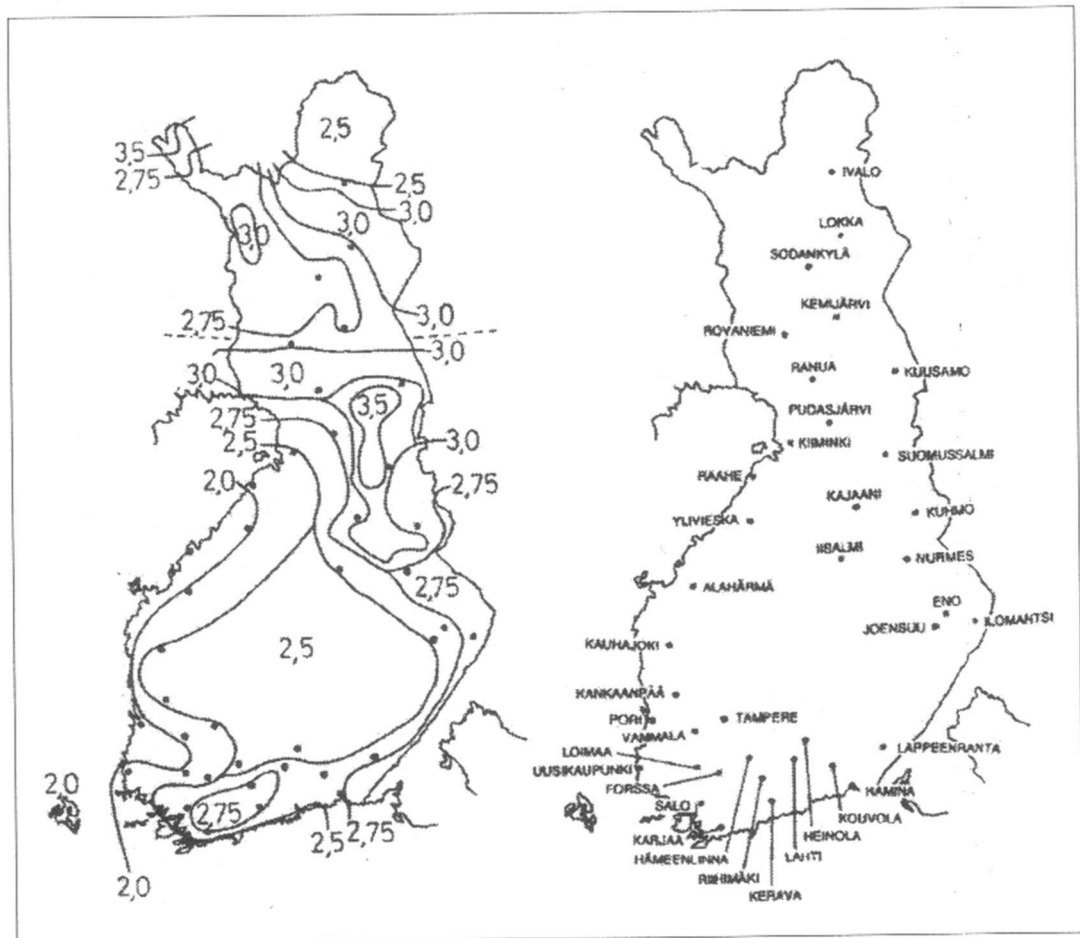 2,5
3,5
2,75
2,5
3,0
3,0
3,0
2,75
3,0
3,0
3,0
3,0
3,5
2,75
2,5
3,0
2,0
2,75
2,75
2,5
2,0
2,75
2,5
2,75
2,0
IVALO
LOKKA
SODANKYLÄ
KEMIJÄRVI
ROVANIEMI
RANUA
KUUSAMO
PUDASJÄRVI
KIIMINKI
SUOMUSSALMI
RAAHE
KAJAANI
KUHMO
YLIVIESKA
IISALMI
NURMES
ALAHÄRMÄ
ENO
JOENSUU
ILOMANTSI
KAUHAJOKI
KANKAANPÄÄ
PORI
TAMPERE
VAMMALA
LOIMAA
LAPPEENRANTA
UUSIKAUPUNKI
FORSSA
HAMINA
SALO
KOUVOLA
KARJAA
HEINOLA
HÄMEENLINNA
LAHTI
RIIHIMÄKI
KERAVA